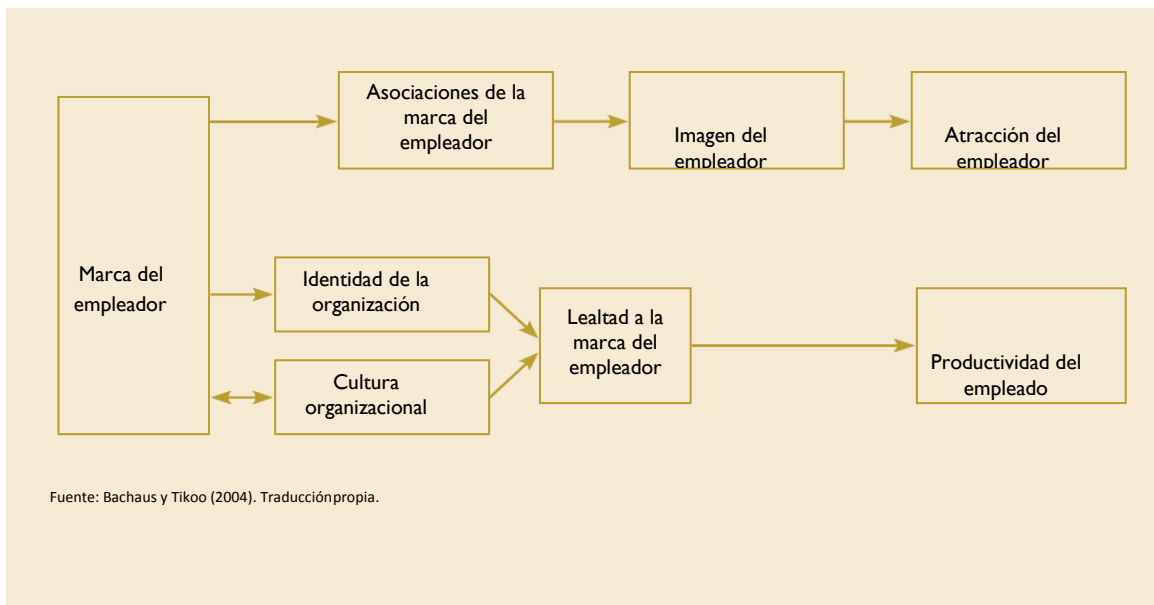 Asociaciones de la
marca del
empleador
Imagen del
empleador
Atracción del
empleador
Marca del
empleador
Identidad de la
organización
Cultura
organizacional
Lealtad a la
marca del
empleador
Productividad del
empleado
Fuente: Bachaus y Tikoo (2004). Traducciónpropia.